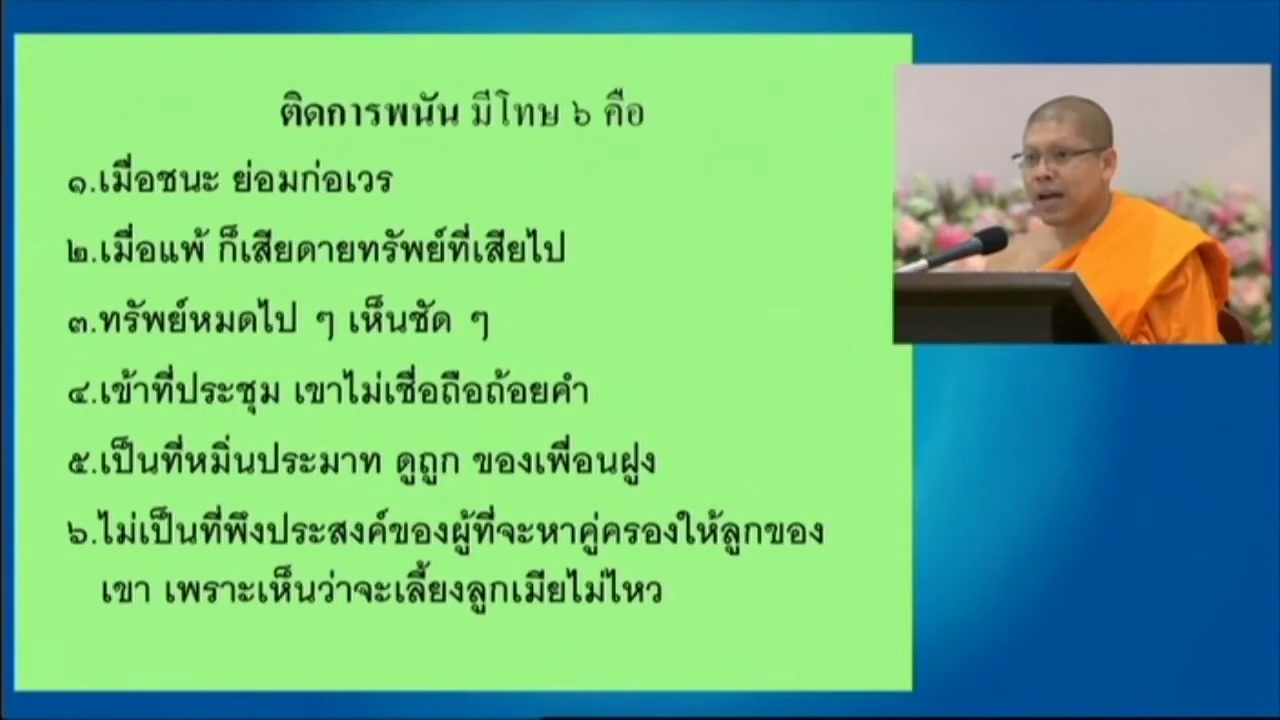 ติดการพนัน มีโทษ ๖ คือ
๑.เมื่อชนะ ย่อมก่อเวร
๒.เมื่อแพ้ ก็เสียดายทรัพย์ที่เสียไป
๓.ทรัพย์หมดไป ๆ เห็นชัด ๆ
๔.เข้าที่ประชุม เขาไม่เชื่อถือถ้อยคำ
๕.เป็นที่หมิ่นประมาท ดูถูก ของเพื่อนฝูง
๖.ไม่เป็นที่พึงประสงค์ของผู้ที่จะหาคู่ครองให้ลูกของ
เขา เพราะเห็นว่าจะเลี้ยงลูกเมียไม่ไหว